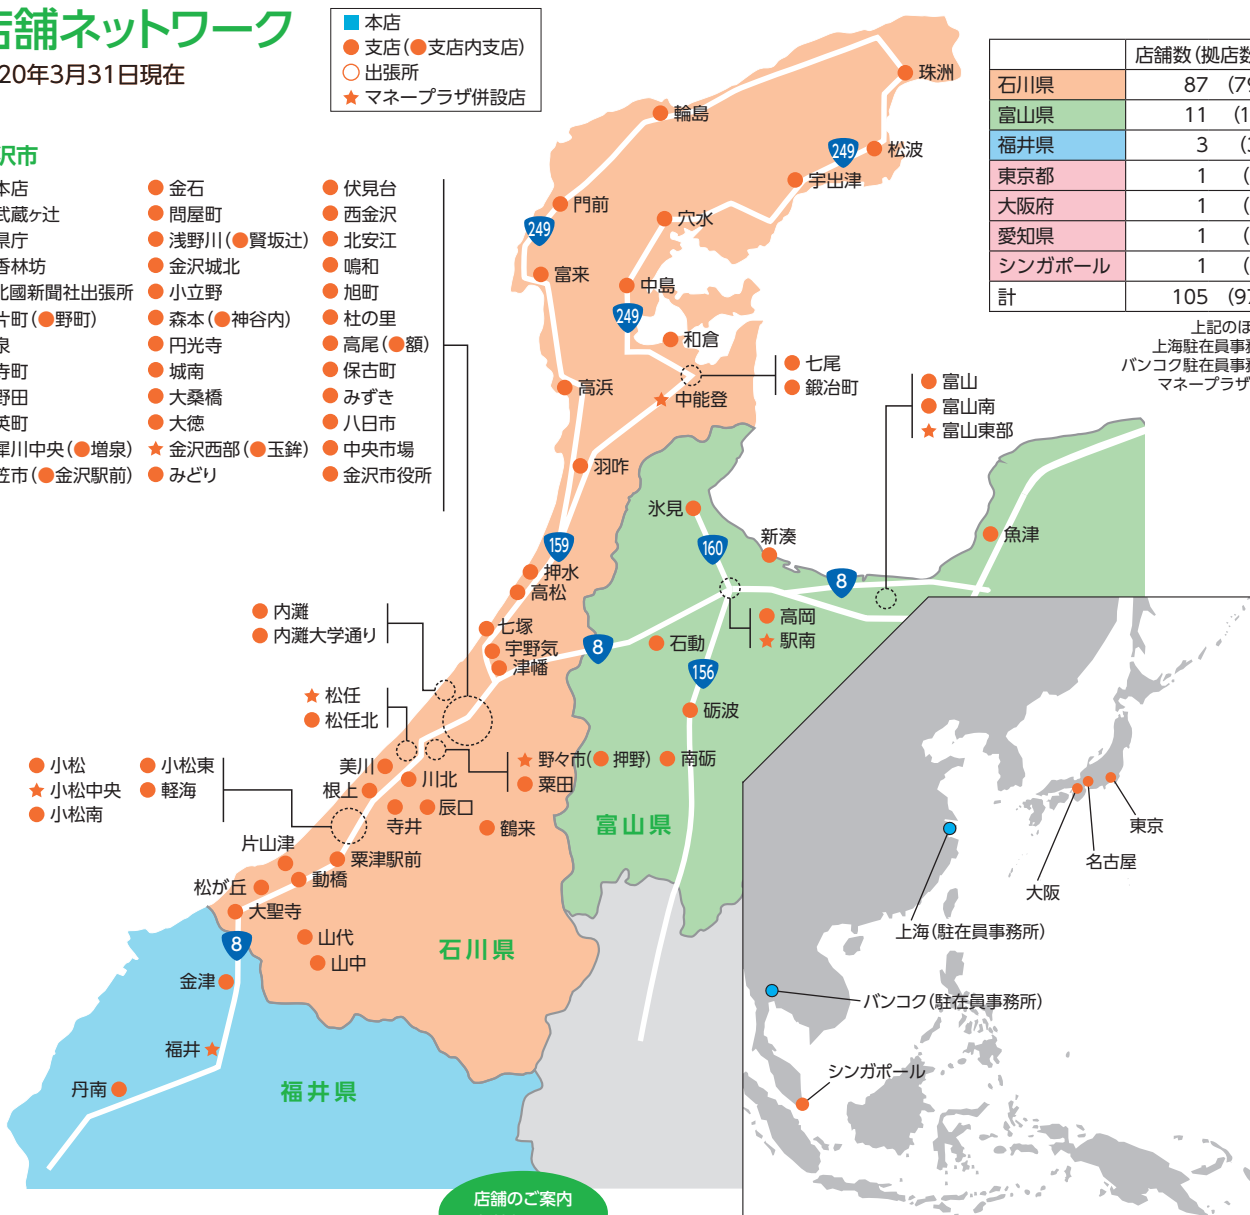 店舗ネットワーク
20年3月31日現在
本店
支店(●支店内支店)
出張所
マネープラザ併設店
店舗数(拠店数
石川県 87 (79
富山県 11 (1
福井県 3
東京都 1
大阪府 1
愛知県 1
シンガポール 1
計 105 (97
上記のほ
上海駐在員事務
バンコク駐在員事務
マネープラザ
沢市
本店
武蔵ヶ辻
県庁
香林坊
北國新聞社出張所
片町(●野町)
泉
寺町
野田
英町
犀川中央(●増泉)
笠市(●金沢駅前)
金石
問屋町
浅野川(●賢坂辻)
金沢城北
小立野
森本(●神谷内)
円光寺
城南
大桑橋
大徳
金沢西部(●玉鉾)
みどり
伏見台
西金沢
北安江
鳴和
旭町
杜の里
高尾(●額)
保古町
みずき
八日市
中央市場
金沢市役所
珠洲
輪島
249
松波
宇出津
門前
穴水
249
富来
中島
249
和倉
七尾
鍛冶町
高浜
中能登
富山
富山南
富山東部
羽咋
氷見
新湊
魚津
159
160
押水
8
高松
内灘
内灘大学通り
七塚
宇野気
津幡
8
石動
高岡
駅南
156
松任
松任北
砺波
小松
小松中央
小松南
小松東
軽海
美川
根上
川北
寺井
辰口
野々市(●押野)
粟田
南砺
鶴来
富山県
片山津
粟津駅前
松が丘
動橋
大聖寺
8
山代
山中
石川県
金津
福井
丹南
福井県
東京
名古屋
大阪
上海(駐在員事務所)
バンコク(駐在員事務所)
シンガポール
店舗のご案内